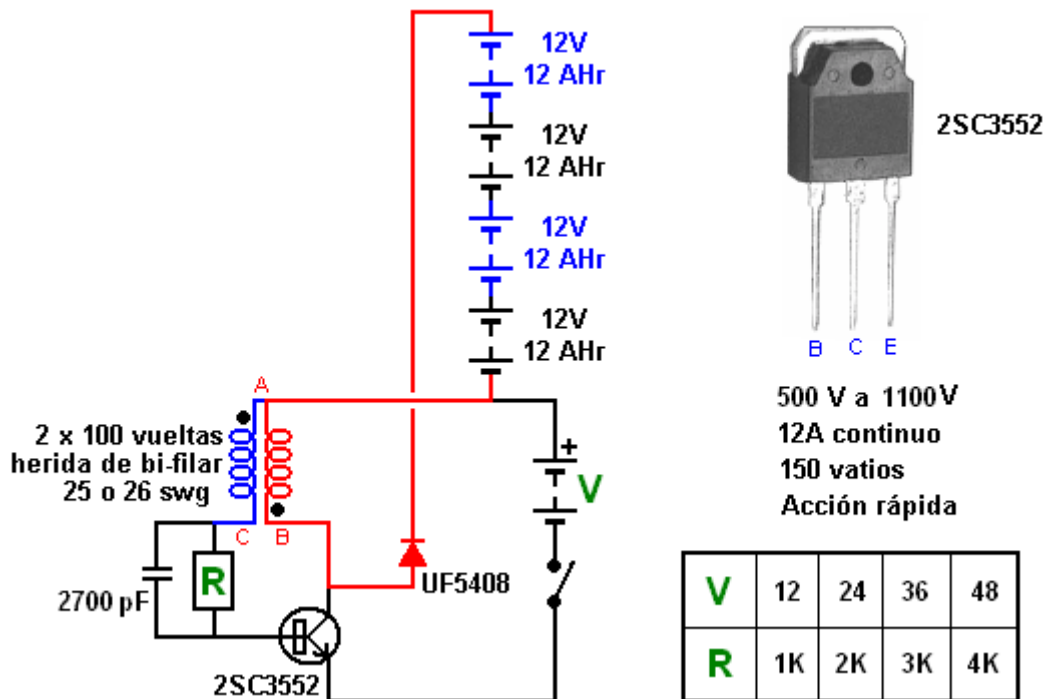 12V
12 AHr
12V
12 AHr
12V
12 AHr
12V
12 AHr
A
2 x 100 vueltas
herida de bi-filar
25 o 26 swg
C
B
R
2700 pF
2SC3552
UF5408
+
V
2SC3552
B C E
500 V a 1100V
12A continuo
150 vatios
Acción rápida
V 12 24 36 48
R 1K 2K 3K 4K